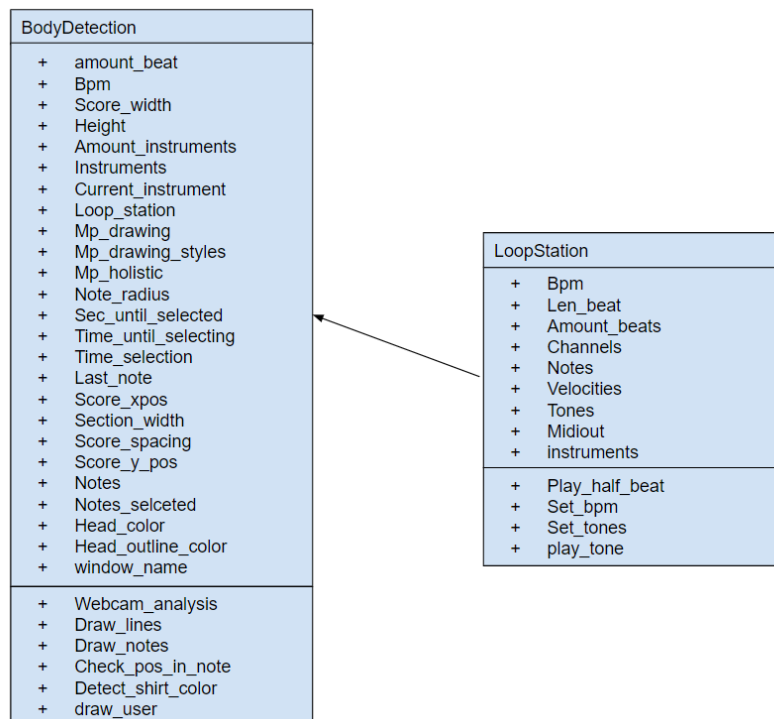 BodyDetection
+ amount_beat
+ Bpm
+ Score_width
+ Height
+ Amount_instruments
+ Instruments
+ Current_instrument
+ Loop_station
+ Mp_drawing
+ Mp_drawing_styles
+ Mp_holistic
+ Note_radius
+ Sec_until_selected
+ Time_until_selecting
+ Time_selection
+ Last_note
+ Score_xpos
+ Section_width
+ Score_spacing
+ Score_y_pos
+ Notes
+ Notes_selceted
+ Head_color
+ Head_outline_color
+ window_name
+ Webcam_analysis
+ Draw_lines
+ Draw_notes
+ Check_pos_in_note
+ Detect_shirt_color
+ draw_user
LoopStation
+ Bpm
+ Len_beat
+ Amount_beats
+ Channels
+ Notes
+ Velocities
+ Tones
+ Midiout
+ instruments
+ Play_half_beat
+ Set_bpm
+ Set_tones
+ play_tone